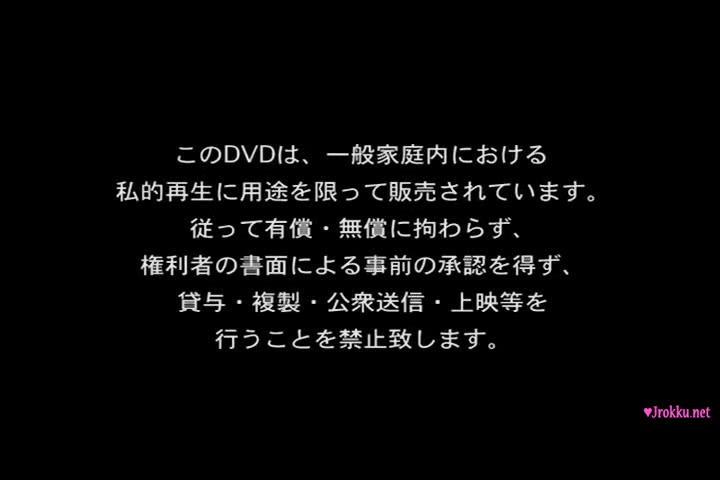 このDVDは、一般家庭内における
私的再生に用途を限って販売されています。
従って有償・無償に拘わらず、
権利者の書面による事前の承認を得ず、
貸与・複製・公衆送信・上映等を
行うことを禁止致します。
♥Jrokku.net